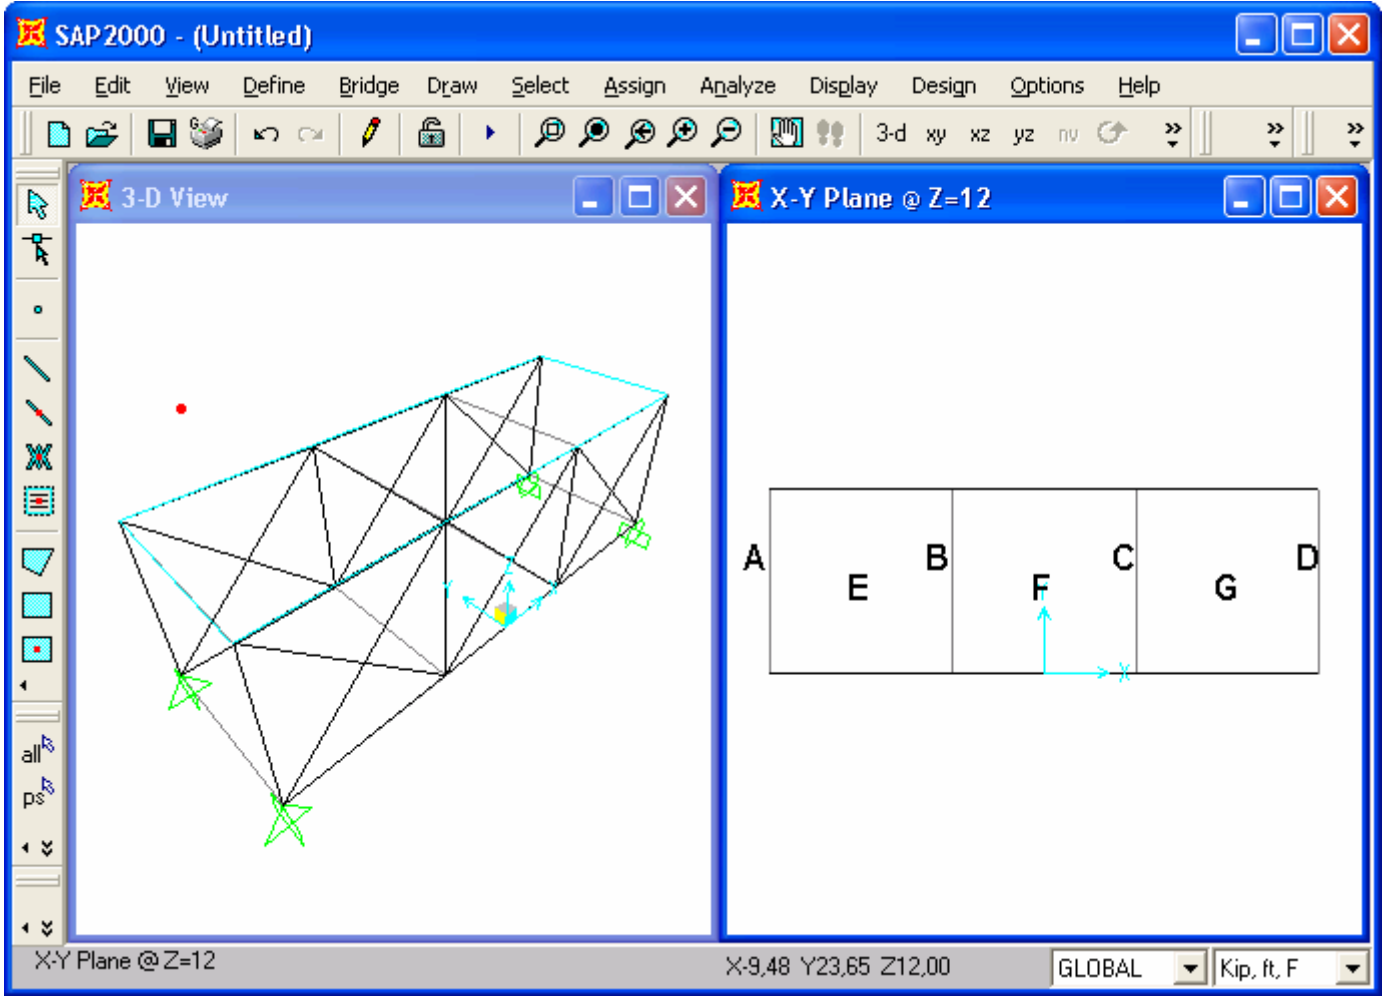 SAP2000 - (Untitled)
File Edit View Define Bridge Draw Select Assign Analyze Display Design Options Help
3-d xy xz yz nv
3-D View
X-Y Plane @ Z=12
A B C D
E F G
X
Y Z X
all
ps
X-Y Plane @ Z=12
X-9,48 Y23,65 Z12,00
GLOBAL
Kip, ft, F